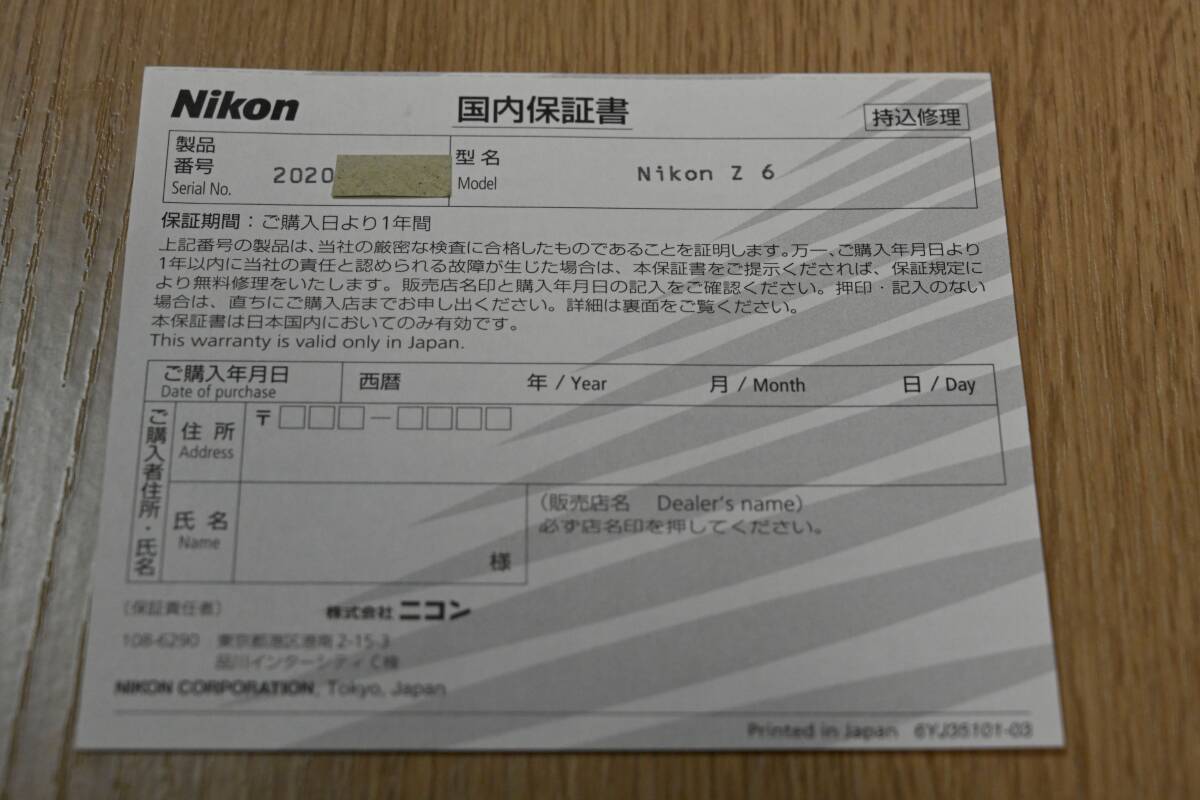 Nikon 国内保証書 持込修理
製品番号 Serial No. 2020 型名 Model Nikon Z 6
保証期間：ご購入日より1年間
上記番号の製品は、当社の厳密な検査に合格したものであることを証明します。万一、ご購入年月日より
1年以内に当社の責任と認められる故障が生じた場合は、本保証書をご提示くだされば、保証規定に
より無料修理をいたします。販売店名印と購入年月日の記入をご確認ください。押印・記入のない
場合は、直ちにご購入店までお申し出ください。詳細は裏面をご覧ください。
本保証書は日本国内においてのみ有効です。
This warranty is valid only in Japan.
ご購入年月日 西暦 年 / Year 月 / Month 日 / Day
Date of purchase
ご購入者住所・氏名
住所 〒
Address
氏名
Name
様
（販売店名 Dealer's name）
必ず店名印を押してください。
（保証責任者） 株式会社 ニコン
108-6290 東京都港区港南2-15-3
品川インターシティC棟
NIKON CORPORATION, Tokyo, Japan
Printed in Japan 6YJ35101-03